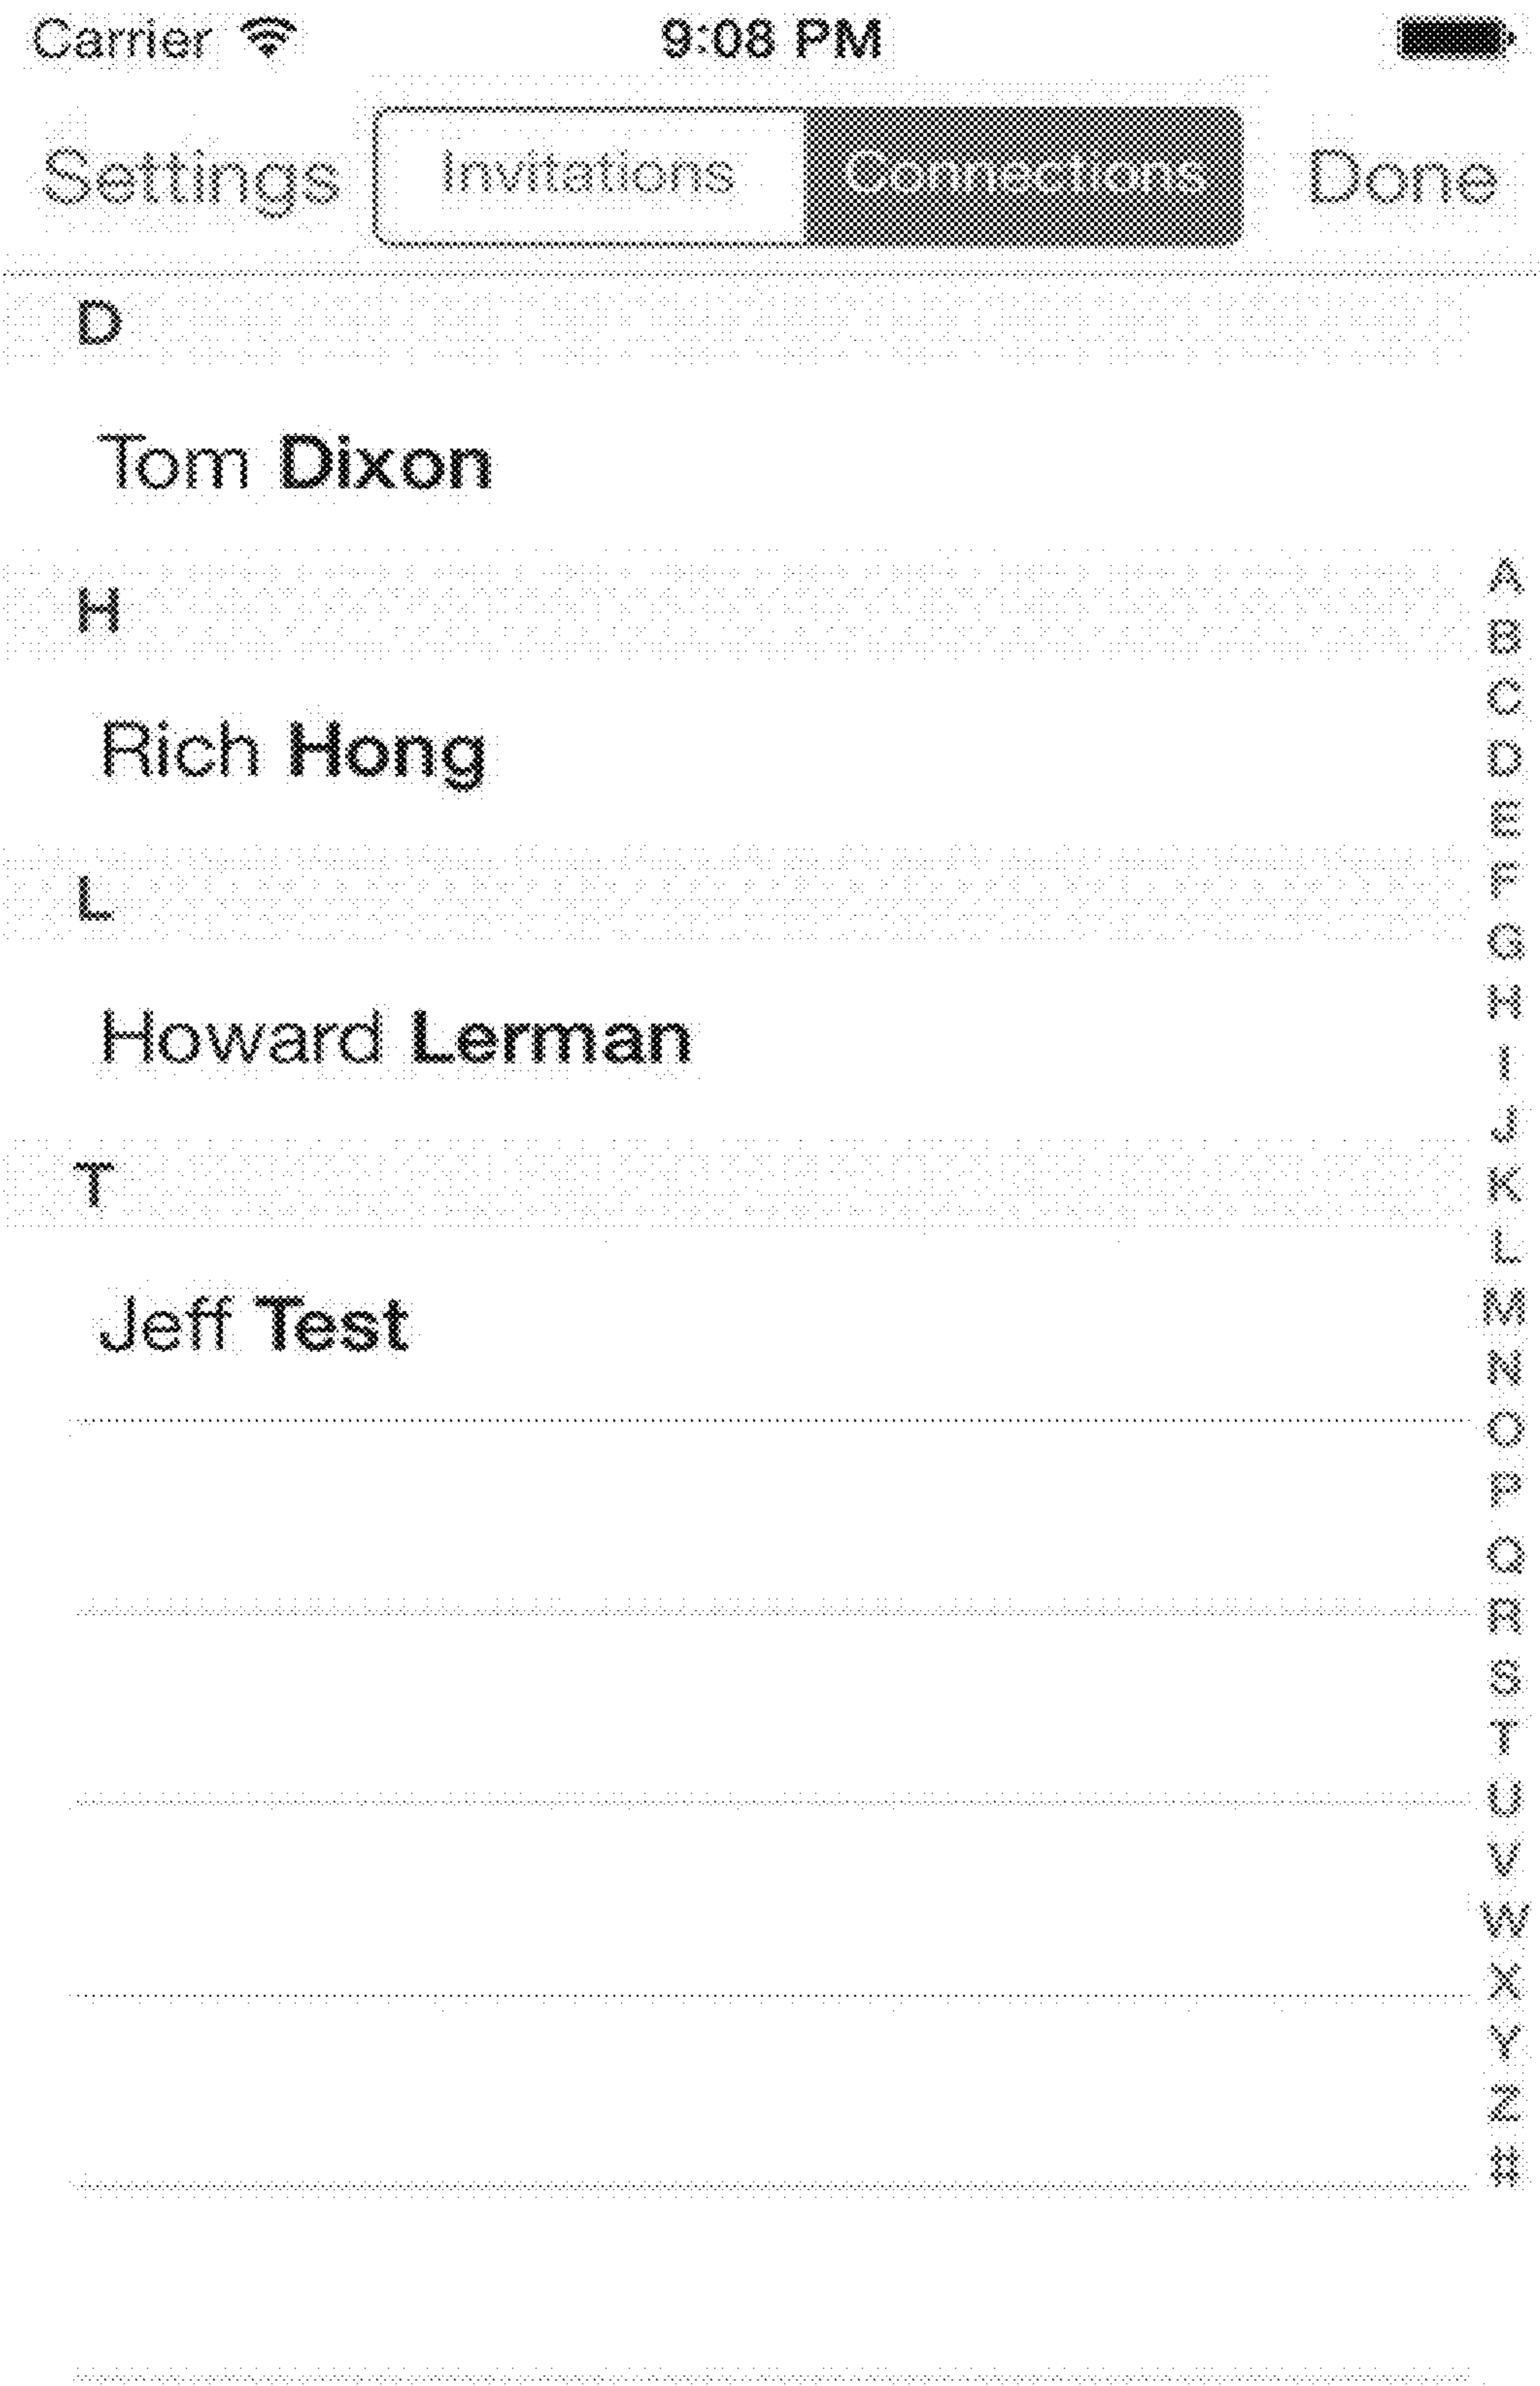 Carrier 9:08 PM
Settings Invitations Connections Done
D
Tom Dixon
H
Rich Hong
L
Howard Lerman
T
Jeff Test
A
B
C
D
E
F
G
H
I
J
K
L
M
N
O
P
Q
R
S
T
U
V
W
X
Y
Z
#